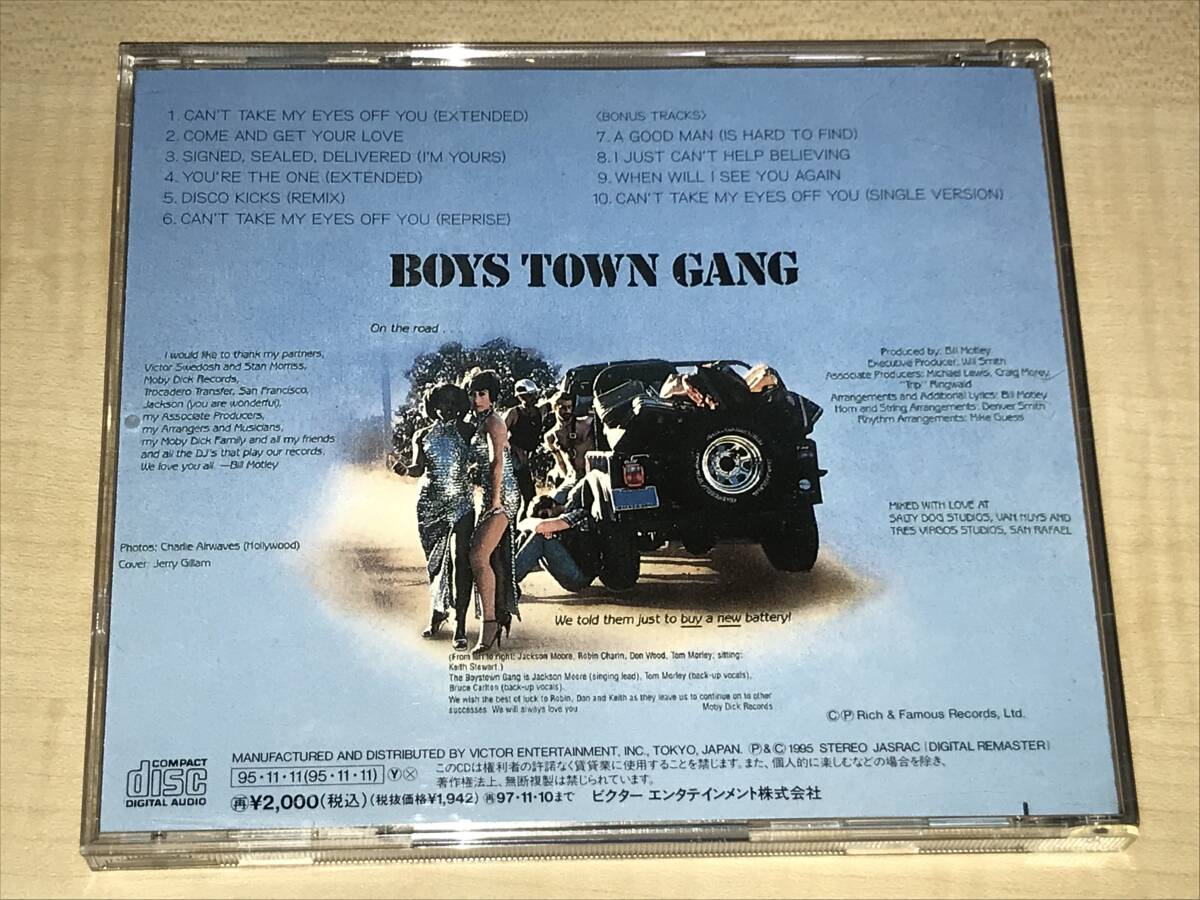 1. CAN'T TAKE MY EYES OFF YOU (EXTENDED)
2. COME AND GET YOUR LOVE
3. SIGNED, SEALED, DELIVERED (I'M YOURS)
4. YOU'RE THE ONE (EXTENDED)
5. DISCO KICKS (REMIX)
6. CAN'T TAKE MY EYES OFF YOU (REPRISE)
〈BONUS TRACKS〉
7. A GOOD MAN (IS HARD TO FIND)
8. I JUST CAN'T HELP BELIEVING
9. WHEN WILL I SEE YOU AGAIN
10. CAN'T TAKE MY EYES OFF YOU (SINGLE VERSION)
BOYS TOWN GANG
On the road . . . .
I would like to thank my partners,
Victor Swedosh and Stan Morriss,
Moby Dick Records,
Trocadero Transfer, San Francisco,
Jackson (you are wonderful),
my Associate Producers,
my Arrangers and Musicians,
my Moby Dick Family and all my friends
and all the DJ's that play our records.
We love you all. —Bill Motley
Photos: Charlie Airwaves (Hollywood)
Cover: Jerry Gillam
Produced by: Bill Motley
Executive Producer, Will Smith
Associate Producers: Michael Lewis, Craig Morey,
"Trip" Ringwald
Arrangements and Additional Lyrics: Bill Motley
Horn and String Arrangements: Denver Smith
Rhythm Arrangements: Mike Guess
MIXED WITH LOVE AT
SALTY DOG STUDIOS, VAN NUYS AND
TRES VIRGOS STUDIOS, SAN RAFAEL
We told them just to buy a new battery!
(From left to right: Jackson Moore, Robin Charin, Don Wood, Tom Morley; sitting:
Keith Stewart.)
The Boystown Gang is Jackson Moore (singing lead), Tom Morley (back-up vocals),
Bruce Carlton (back-up vocals).
We wish the best of luck to Robin, Don and Keith as they leave us to continue on to other
successes. We will always love you
Moby Dick Records
ⒸⓅ Rich & Famous Records, Ltd.
COMPACT
disc
DIGITAL AUDIO
MANUFACTURED AND DISTRIBUTED BY VICTOR ENTERTAINMENT, INC., TOKYO, JAPAN. Ⓟ&Ⓒ 1995 STEREO JASRAC [DIGITAL REMASTER]
95・11・11(95・11・11) Ⓨ Ⓧ
このCDは権利者の許諾なく賃貸業に使用することを禁じます。また、個人的に楽しむなどの場合を除き、
著作権法上、無断複製は禁じられています。
㊢¥2,000(税込)(税抜価格¥1,942) 再97・11・10まで ビクター エンタテインメント株式会社